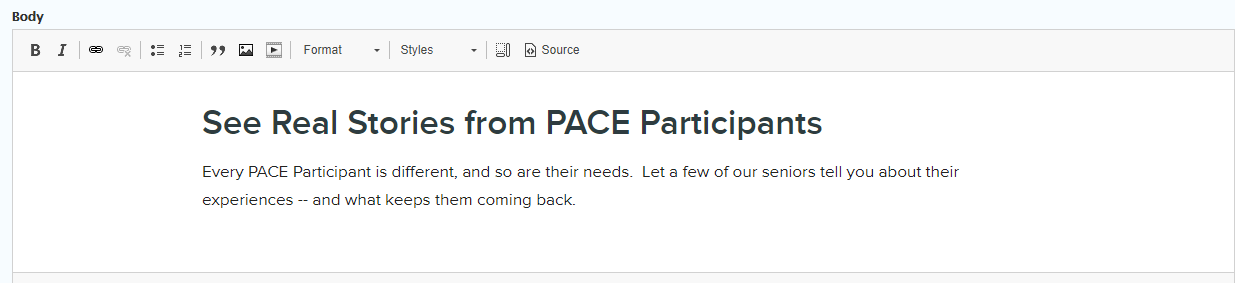 Body
B I Format Styles Source
See Real Stories from PACE Participants
Every PACE Participant is different, and so are their needs.  Let a few of our seniors tell you about their
experiences -- and what keeps them coming back.